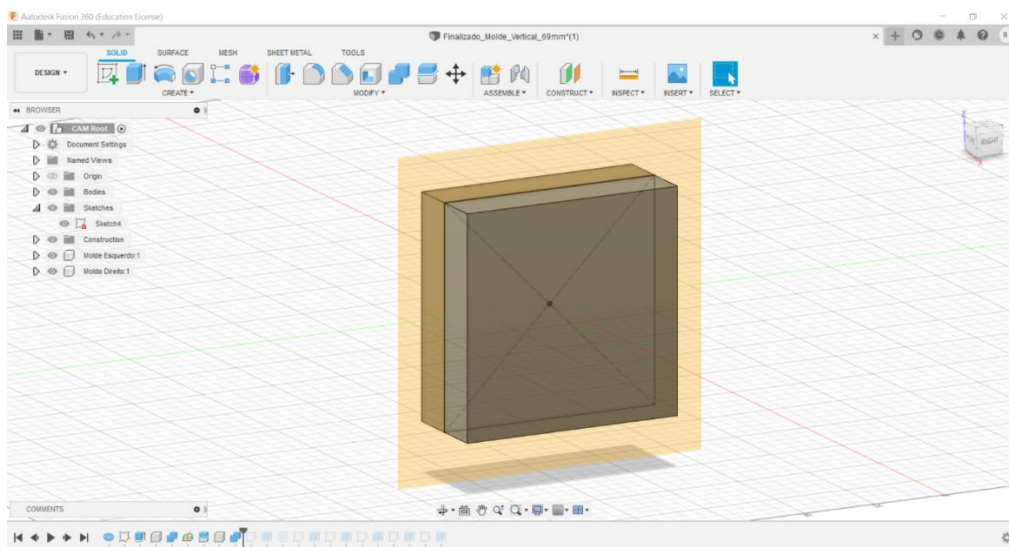 Autodesk Fusion 360 (Education License)
Finalizado_Molde_Vertical_69mm*(1)
SOLID SURFACE MESH SHEET METAL TOOLS
DESIGN
CREATE MODIFY ASSEMBLE CONSTRUCT INSPECT INSERT SELECT
BROWSER
CAM Root
Document Settings
Named Views
Origin
Bodies
Sketches
Sketch4
Construction
Molde Esquerdo:1
Molde Direito:1
Z
RIGHT
X
COMMENTS